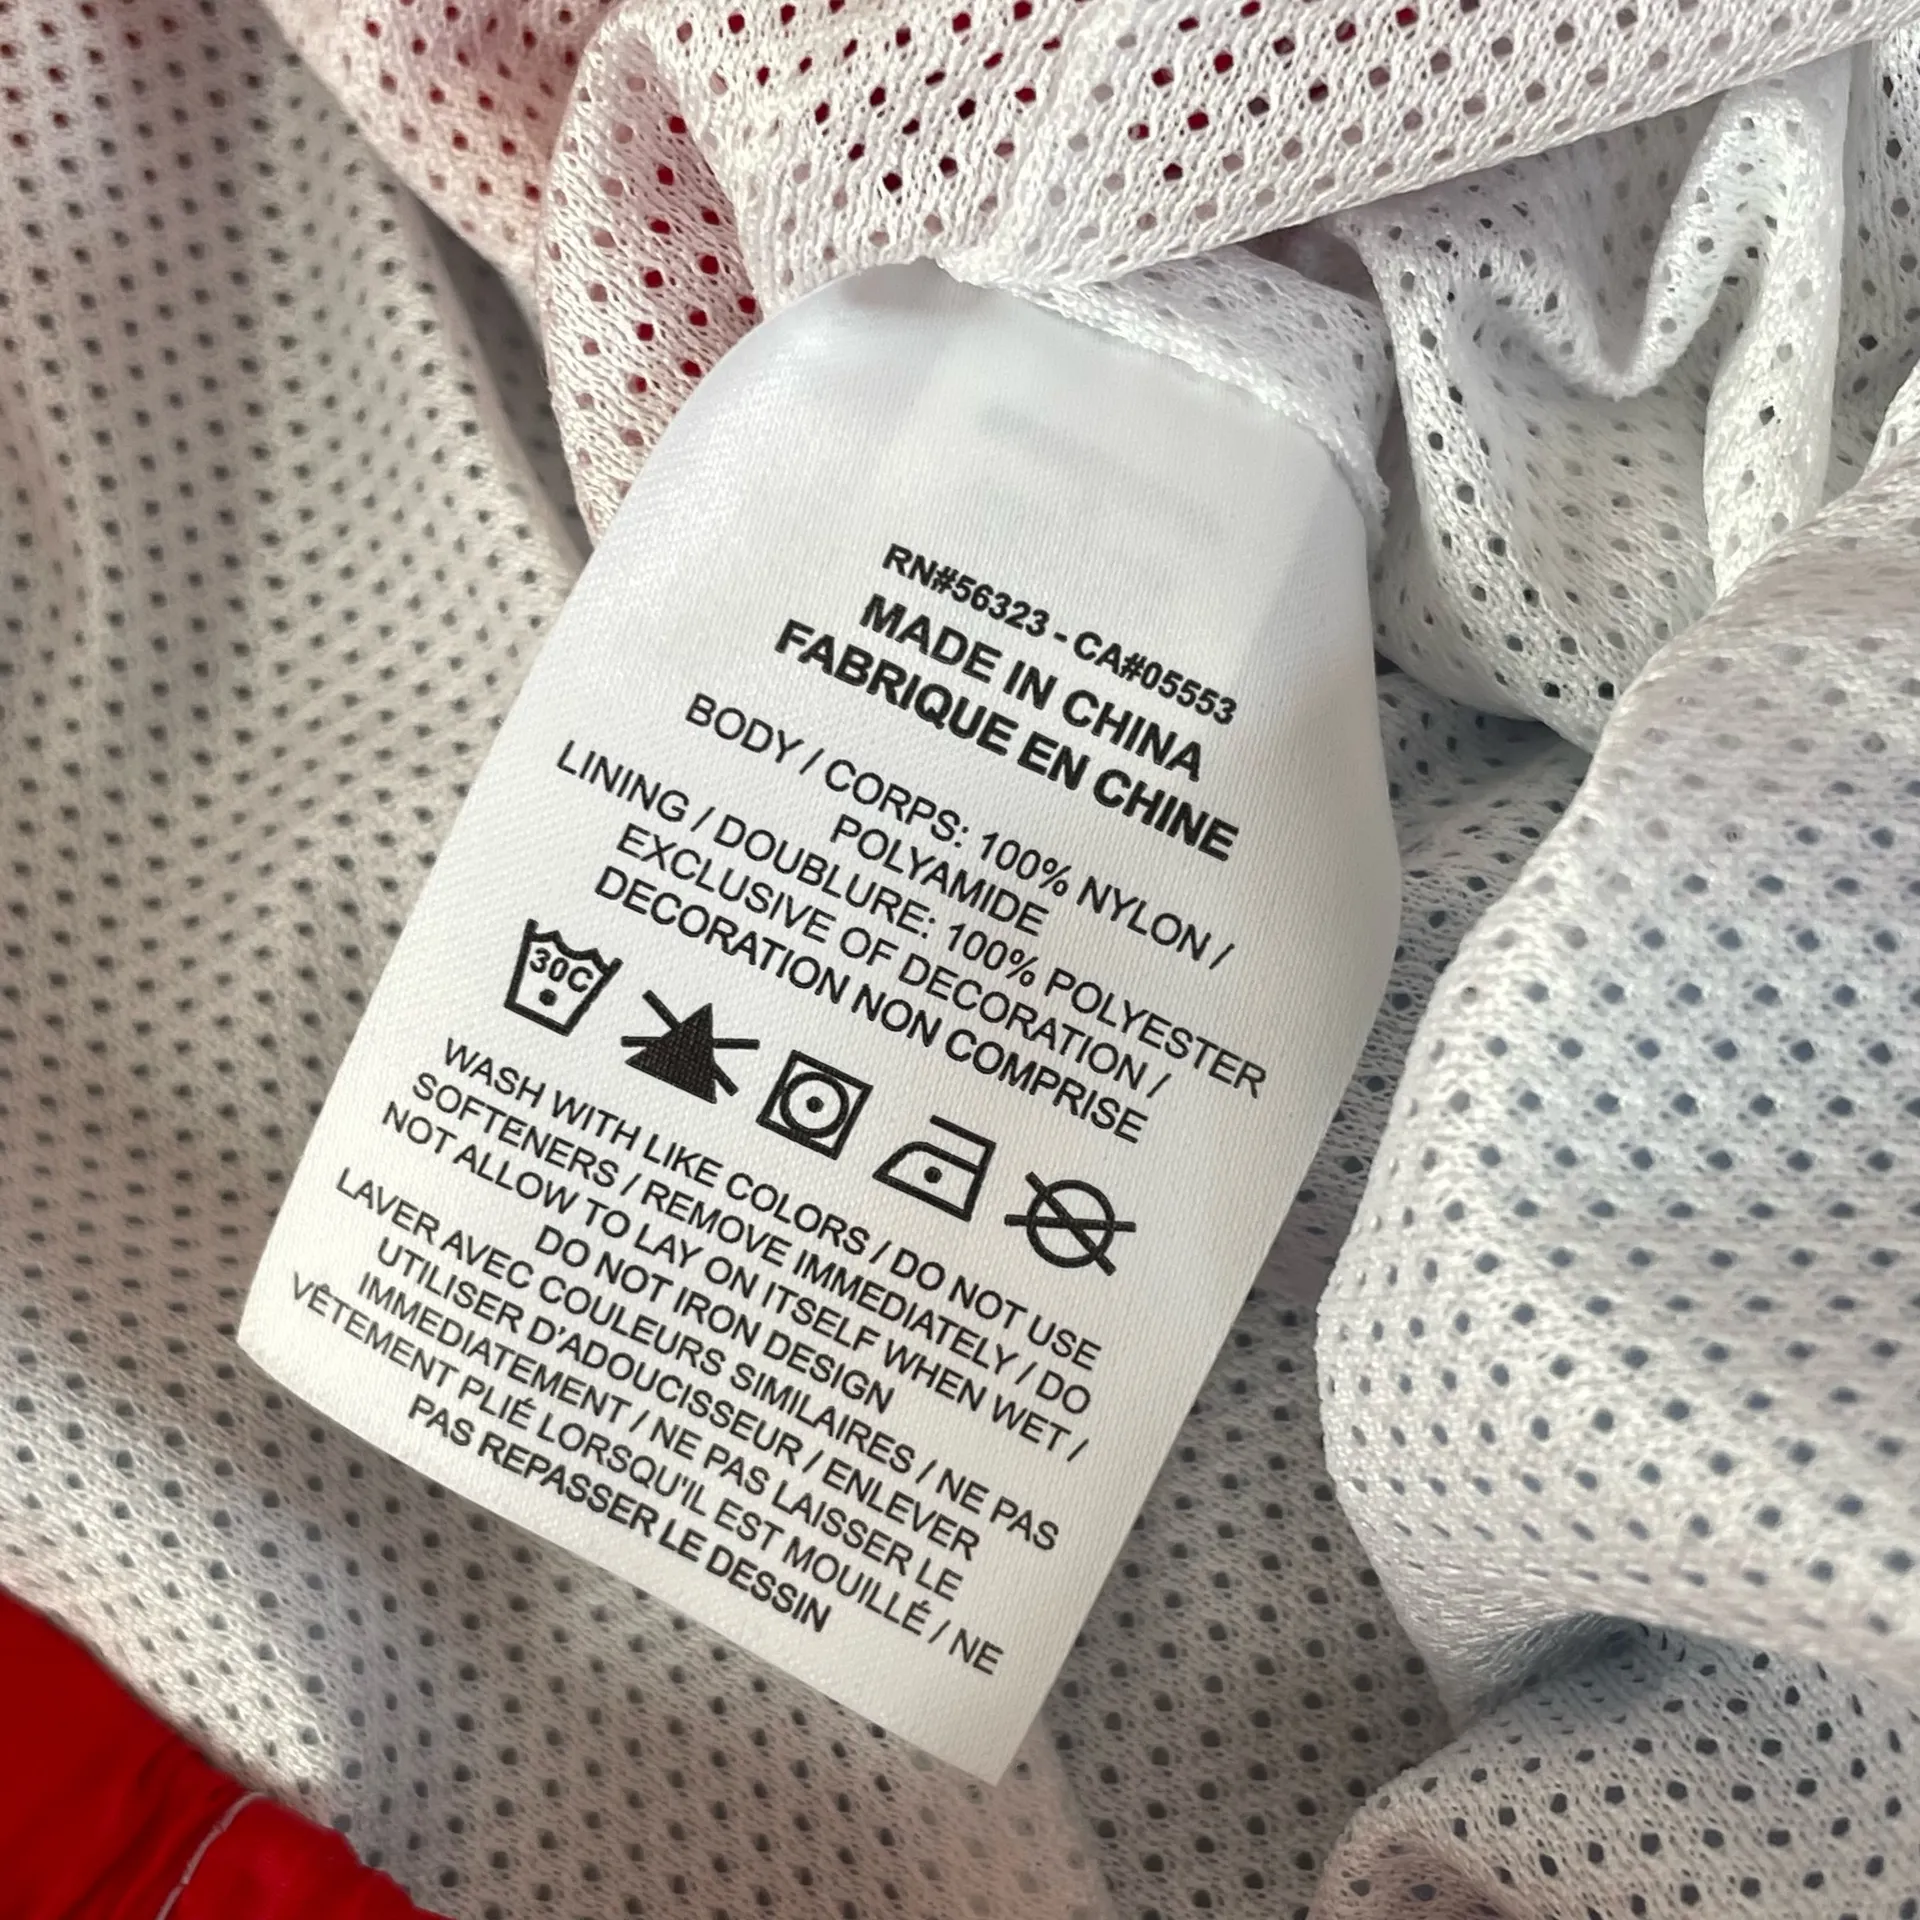 RN#56323 - CA#05553
MADE IN CHINA
FABRIQUE EN CHINE
BODY / CORPS: 100% NYLON /
POLYAMIDE
LINING / DOUBLURE: 100% POLYESTER
EXCLUSIVE OF DECORATION /
DECORATION NON COMPRISE
30C
WASH WITH LIKE COLORS / DO NOT USE
SOFTENERS / REMOVE IMMEDIATELY / DO
NOT ALLOW TO LAY ON ITSELF WHEN WET /
DO NOT IRON DESIGN
LAVER AVEC COULEURS SIMILAIRES / NE PAS
UTILISER D'ADOUCISSEUR / ENLEVER
IMMEDIATEMENT / NE PAS LAISSER LE
VÊTEMENT PLIÉ LORSQU'IL EST MOUILLÉ / NE
PAS REPASSER LE DESSIN